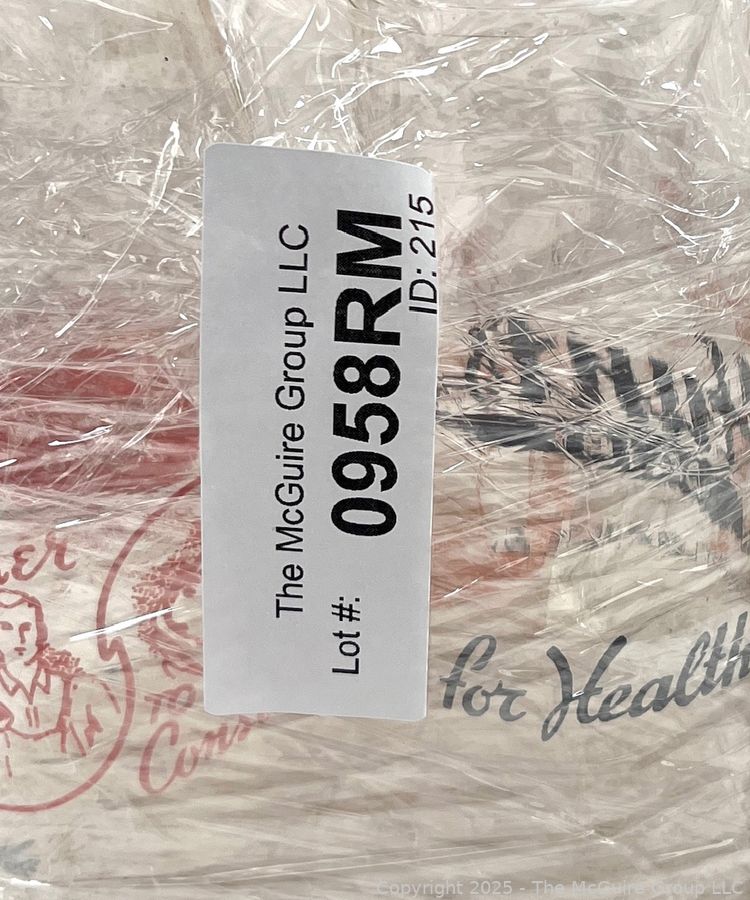 The McGuire Group LLC
Lot #: 0958RM
ID: 215
for Health
Copyright 2025 - The McGuire Group LLC